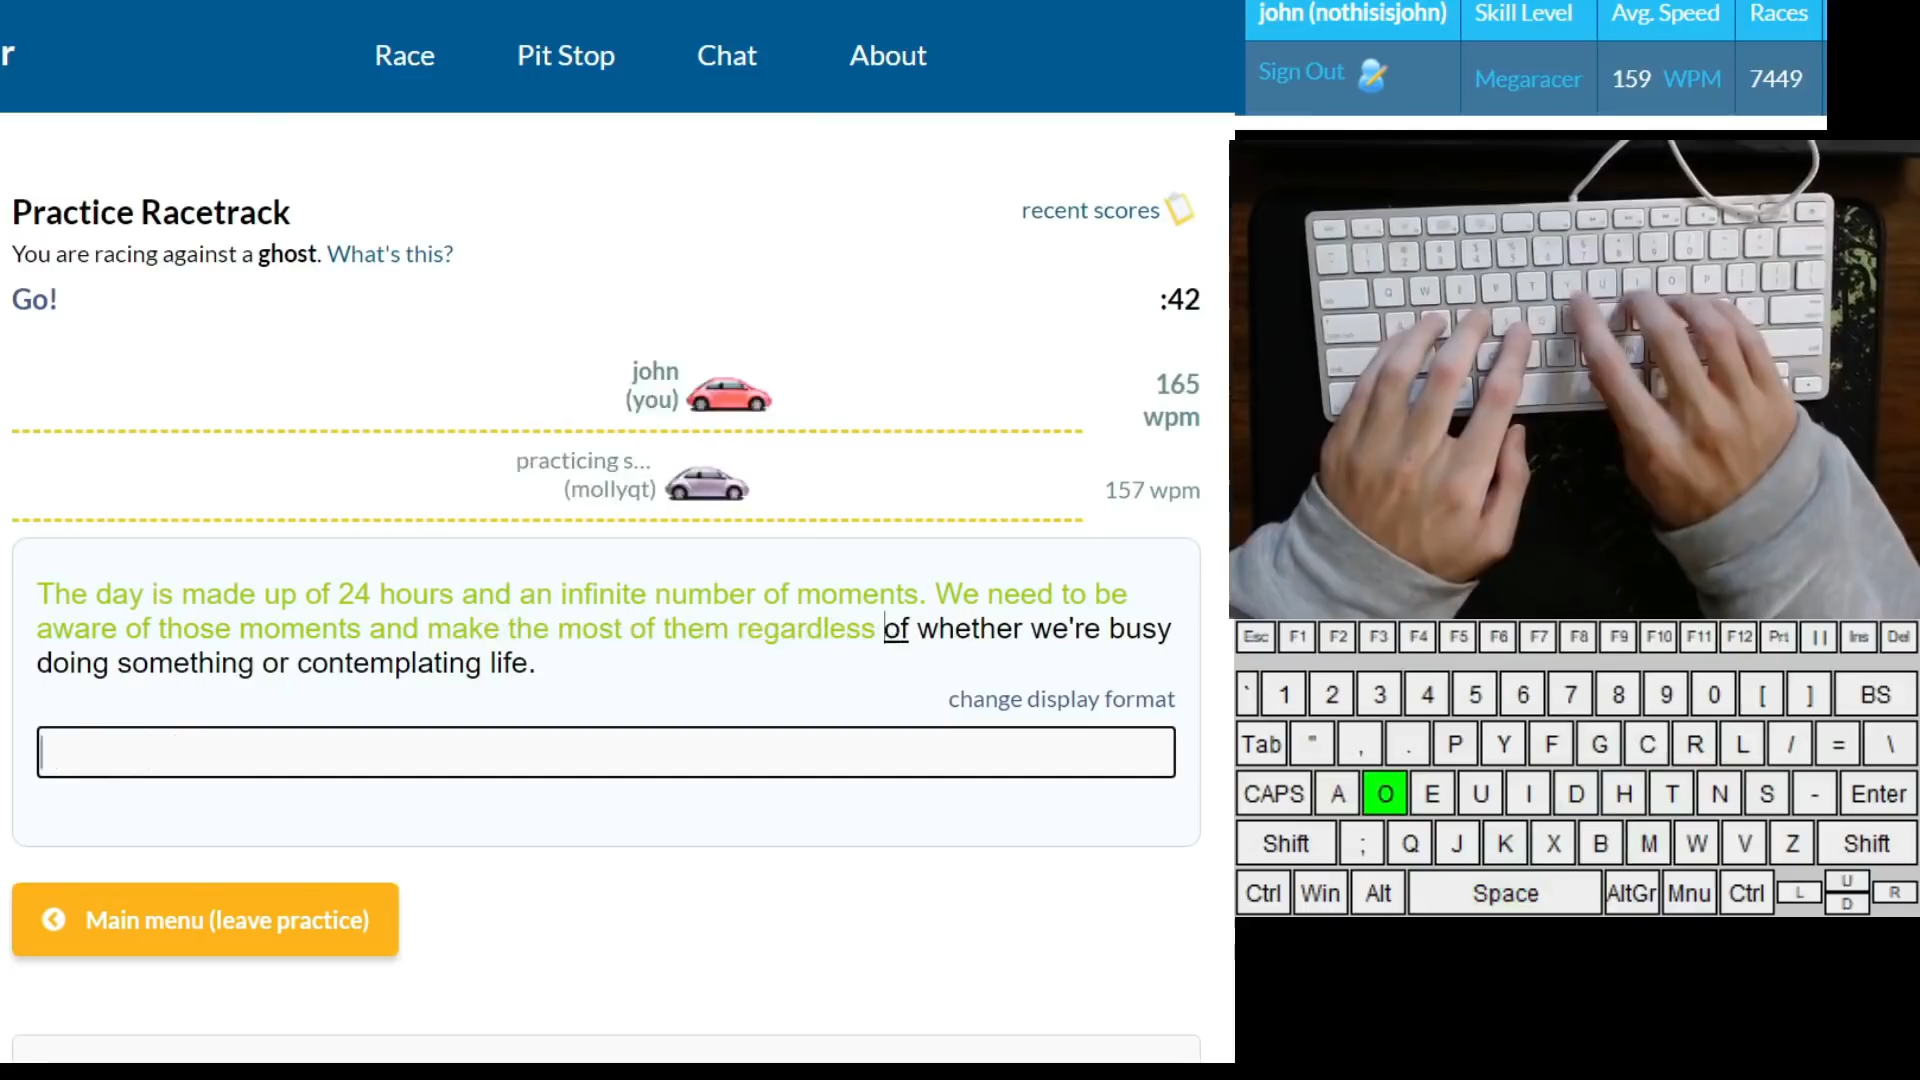 r
Race Pit Stop Chat About
john (nothisisjohn) Skill Level Avg. Speed Races
Sign Out Megaracer 159 WPM 7449
Practice Racetrack
recent scores
You are racing against a ghost. What's this?
Go!
:42
john
(you)
165
wpm
practicing s...
(mollyqt)
157 wpm
The day is made up of 24 hours and an infinite number of moments. We need to be
aware of those moments and make the most of them regardless of whether we're busy
doing something or contemplating life.
change display format
Main menu (leave practice)
Esc F1 F2 F3 F4 F5 F6 F7 F8 F9 F10 F11 F12 Prt || Ins Del
` 1 2 3 4 5 6 7 8 9 0 [ ] BS
Tab " , . P Y F G C R L / = \
CAPS A O E U I D H T N S - Enter
Shift ; Q J K X B M W V Z Shift
Ctrl Win Alt Space AltGr Mnu Ctrl L U D R